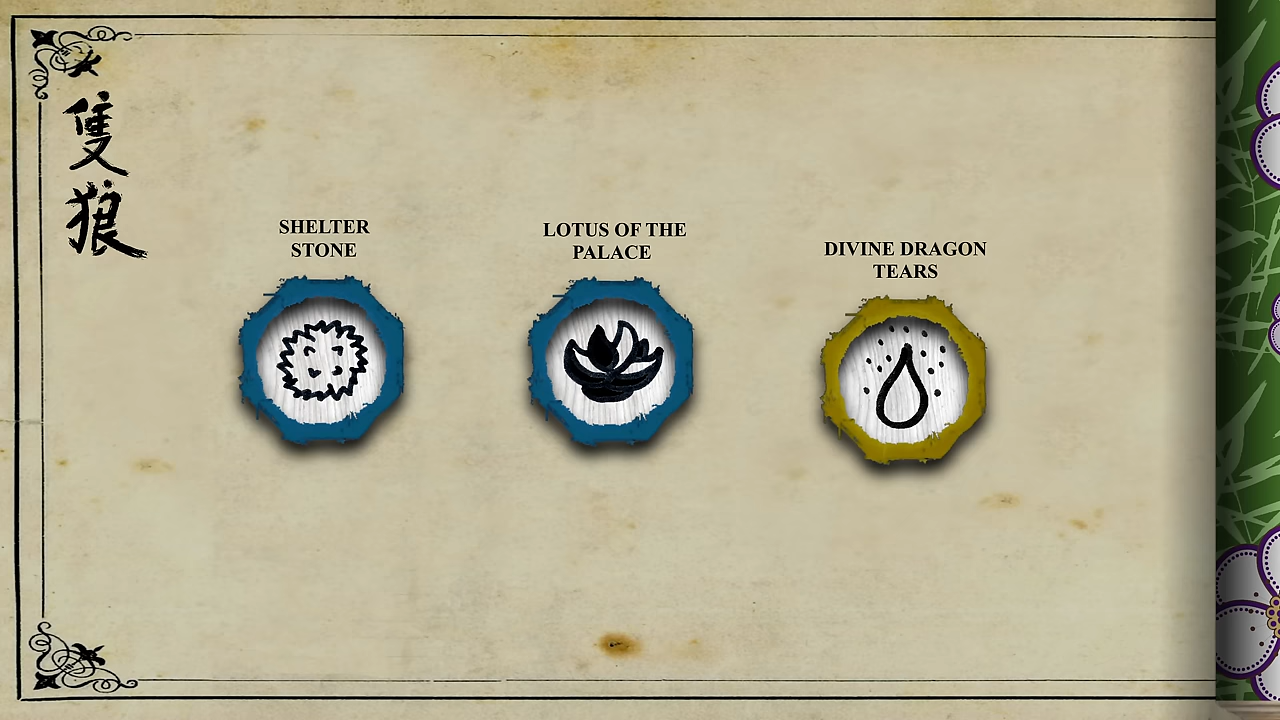 隻狼
SHELTER
STONE
LOTUS OF THE
PALACE
DIVINE DRAGON
TEARS